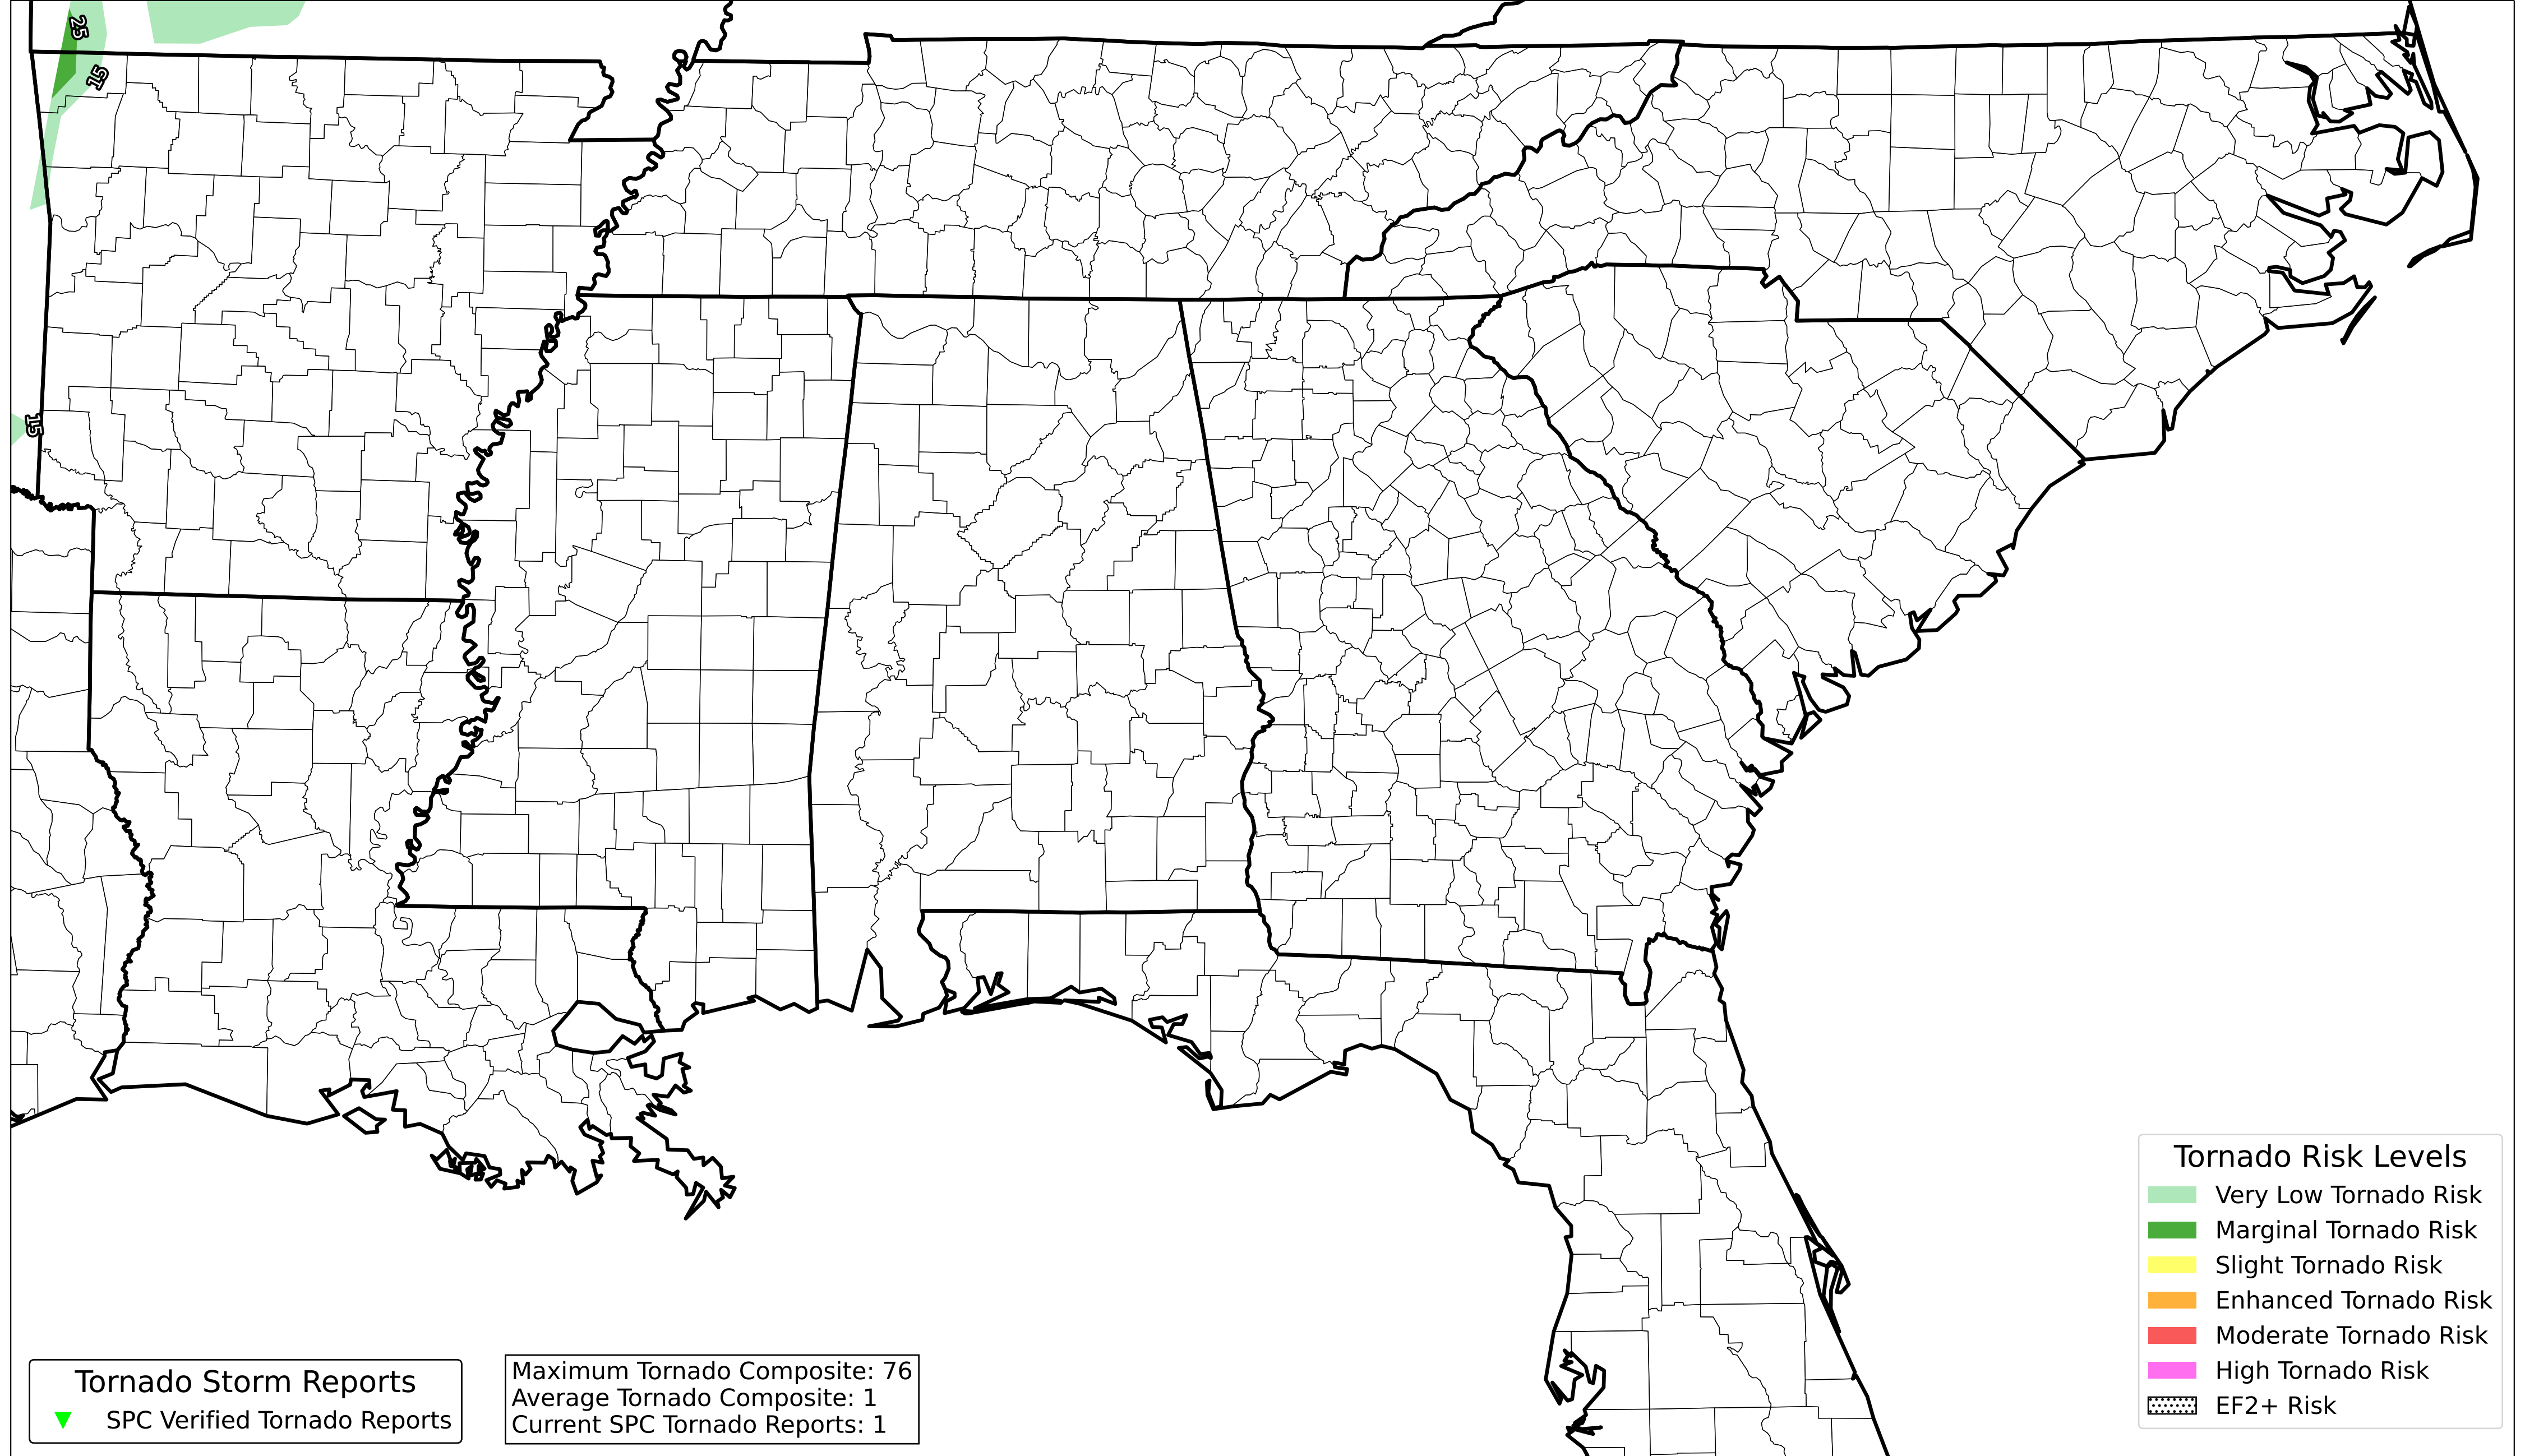 25
15
15
Tornado Risk Levels
Very Low Tornado Risk
Marginal Tornado Risk
Slight Tornado Risk
Enhanced Tornado Risk
Moderate Tornado Risk
High Tornado Risk
EF2+ Risk
Tornado Storm Reports
SPC Verified Tornado Reports
Maximum Tornado Composite: 76
Average Tornado Composite: 1
Current SPC Tornado Reports: 1